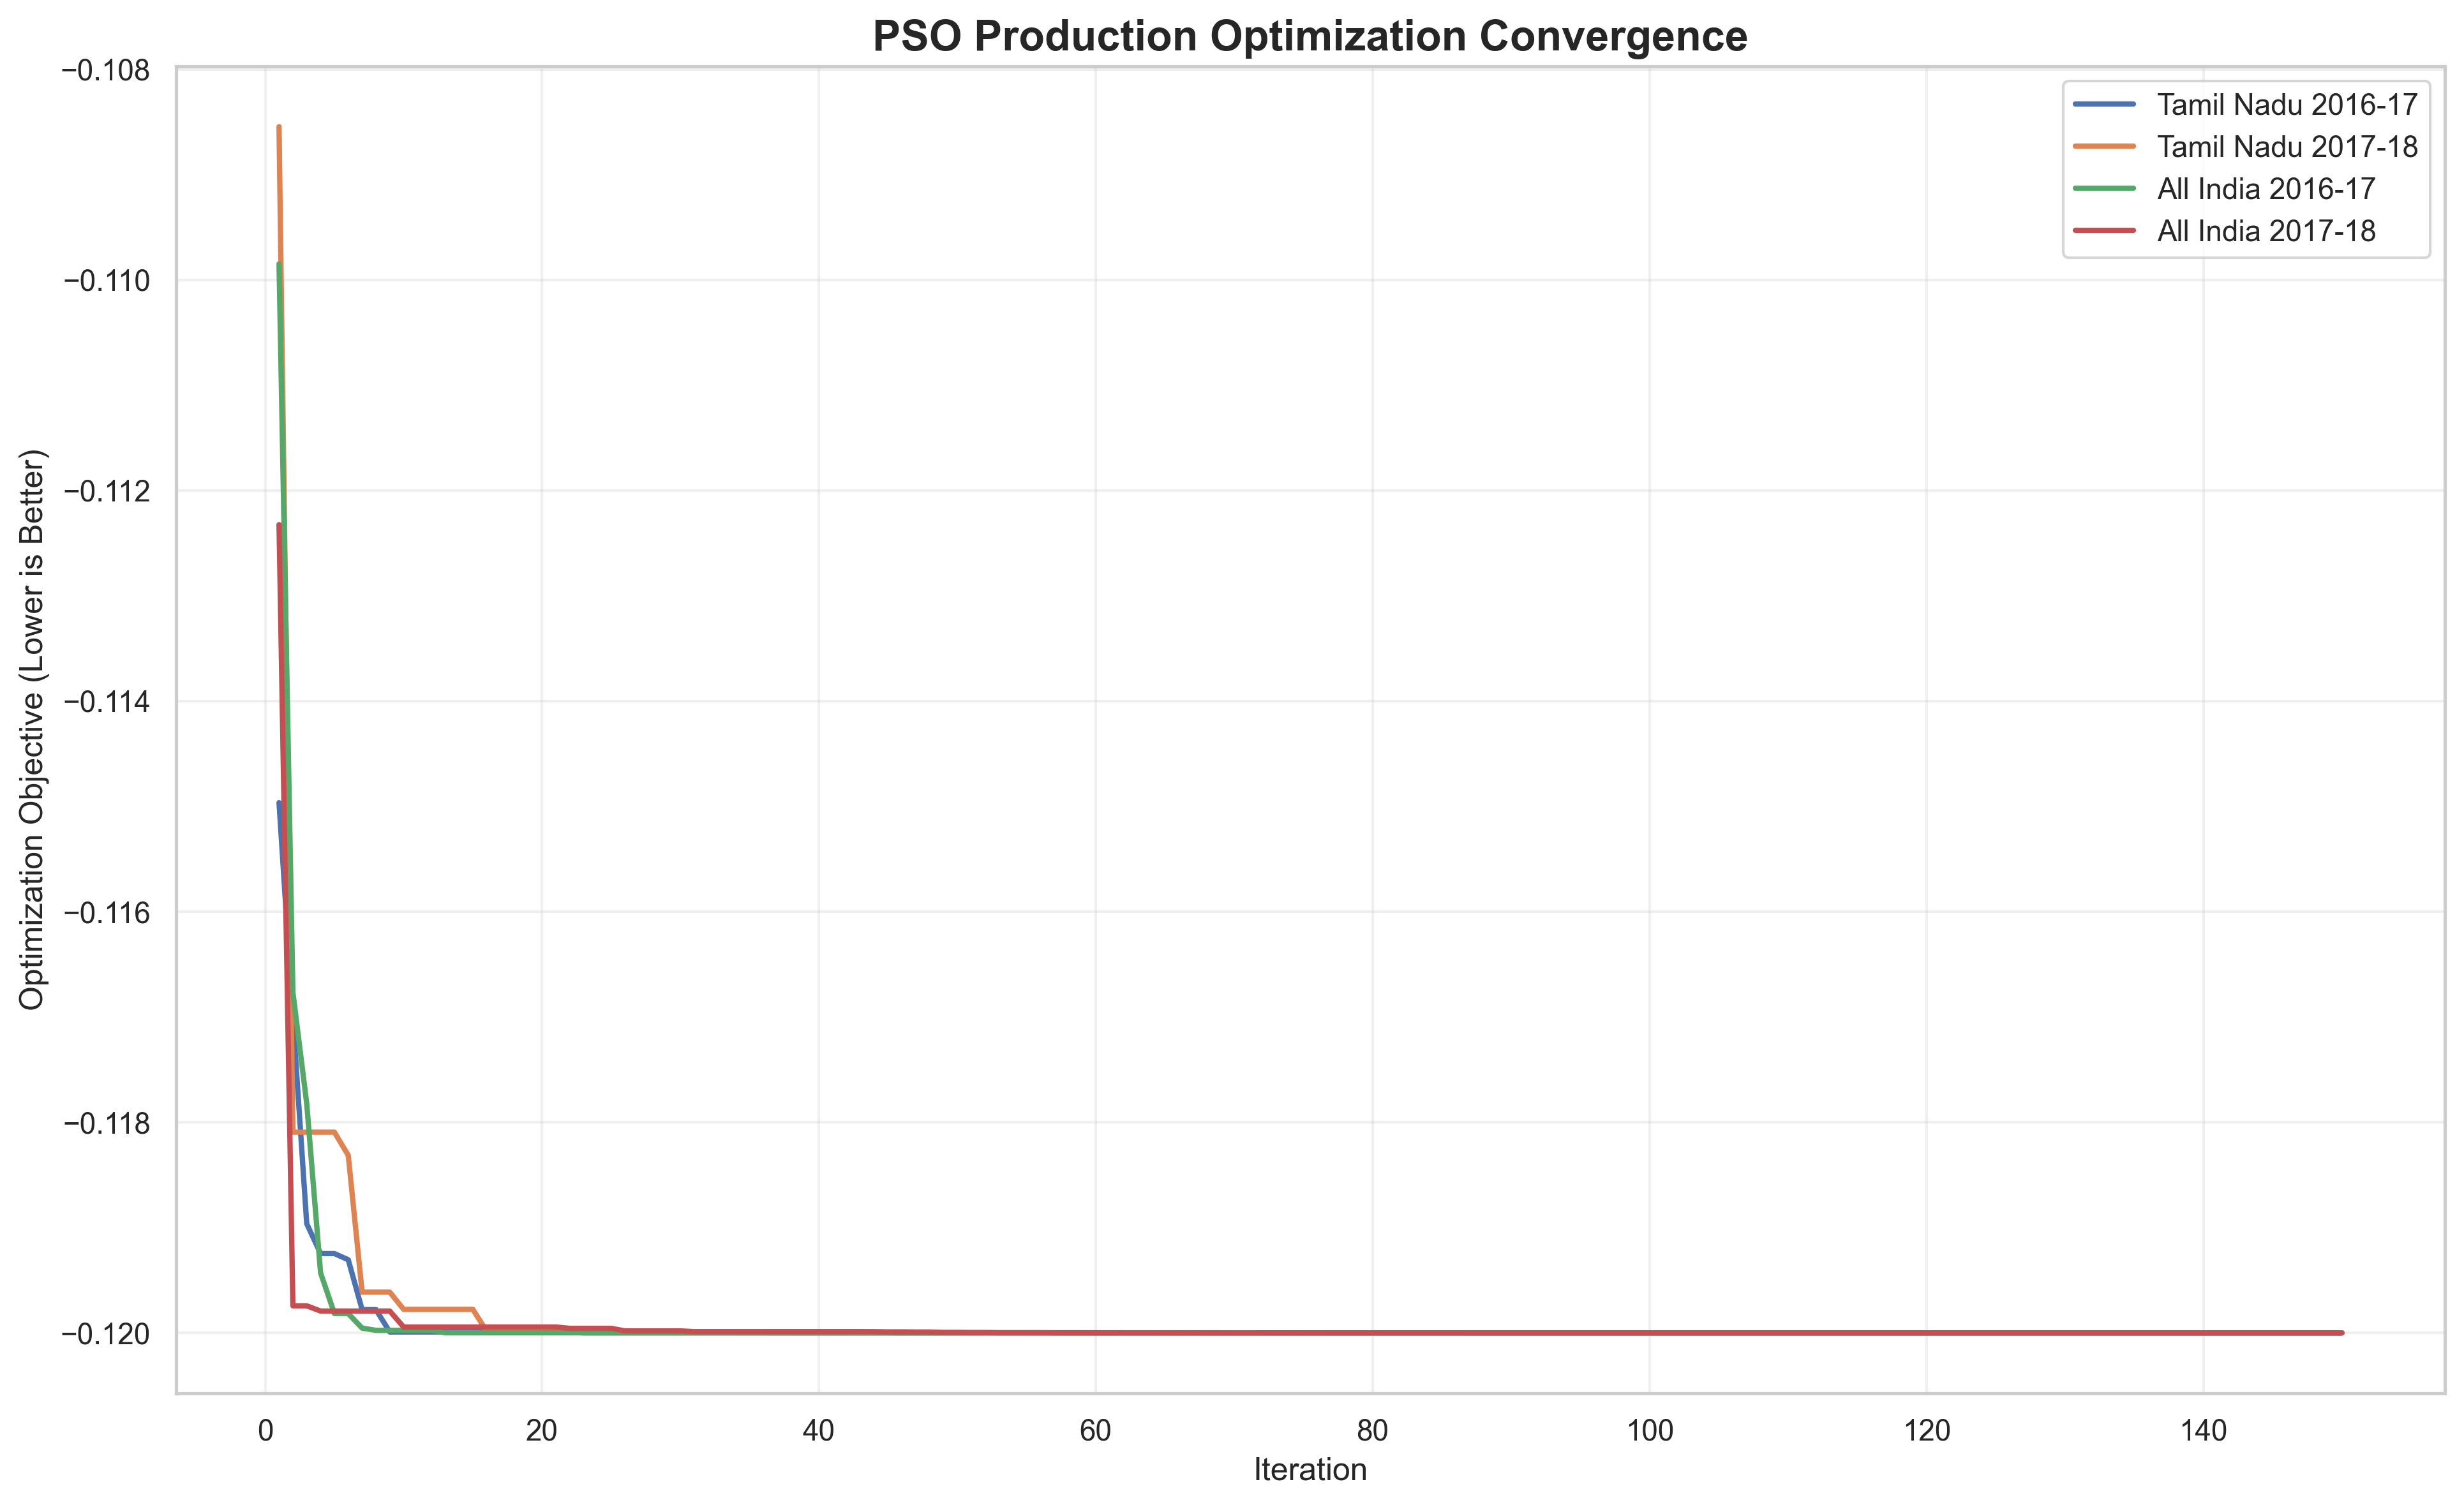 PSO Production Optimization Convergence
−0.108
−0.110
−0.112
−0.114
−0.116
−0.118
−0.120
Optimization Objective (Lower is Better)
Tamil Nadu 2016-17
Tamil Nadu 2017-18
All India 2016-17
All India 2017-18
0 20 40 60 80 100 120 140
Iteration